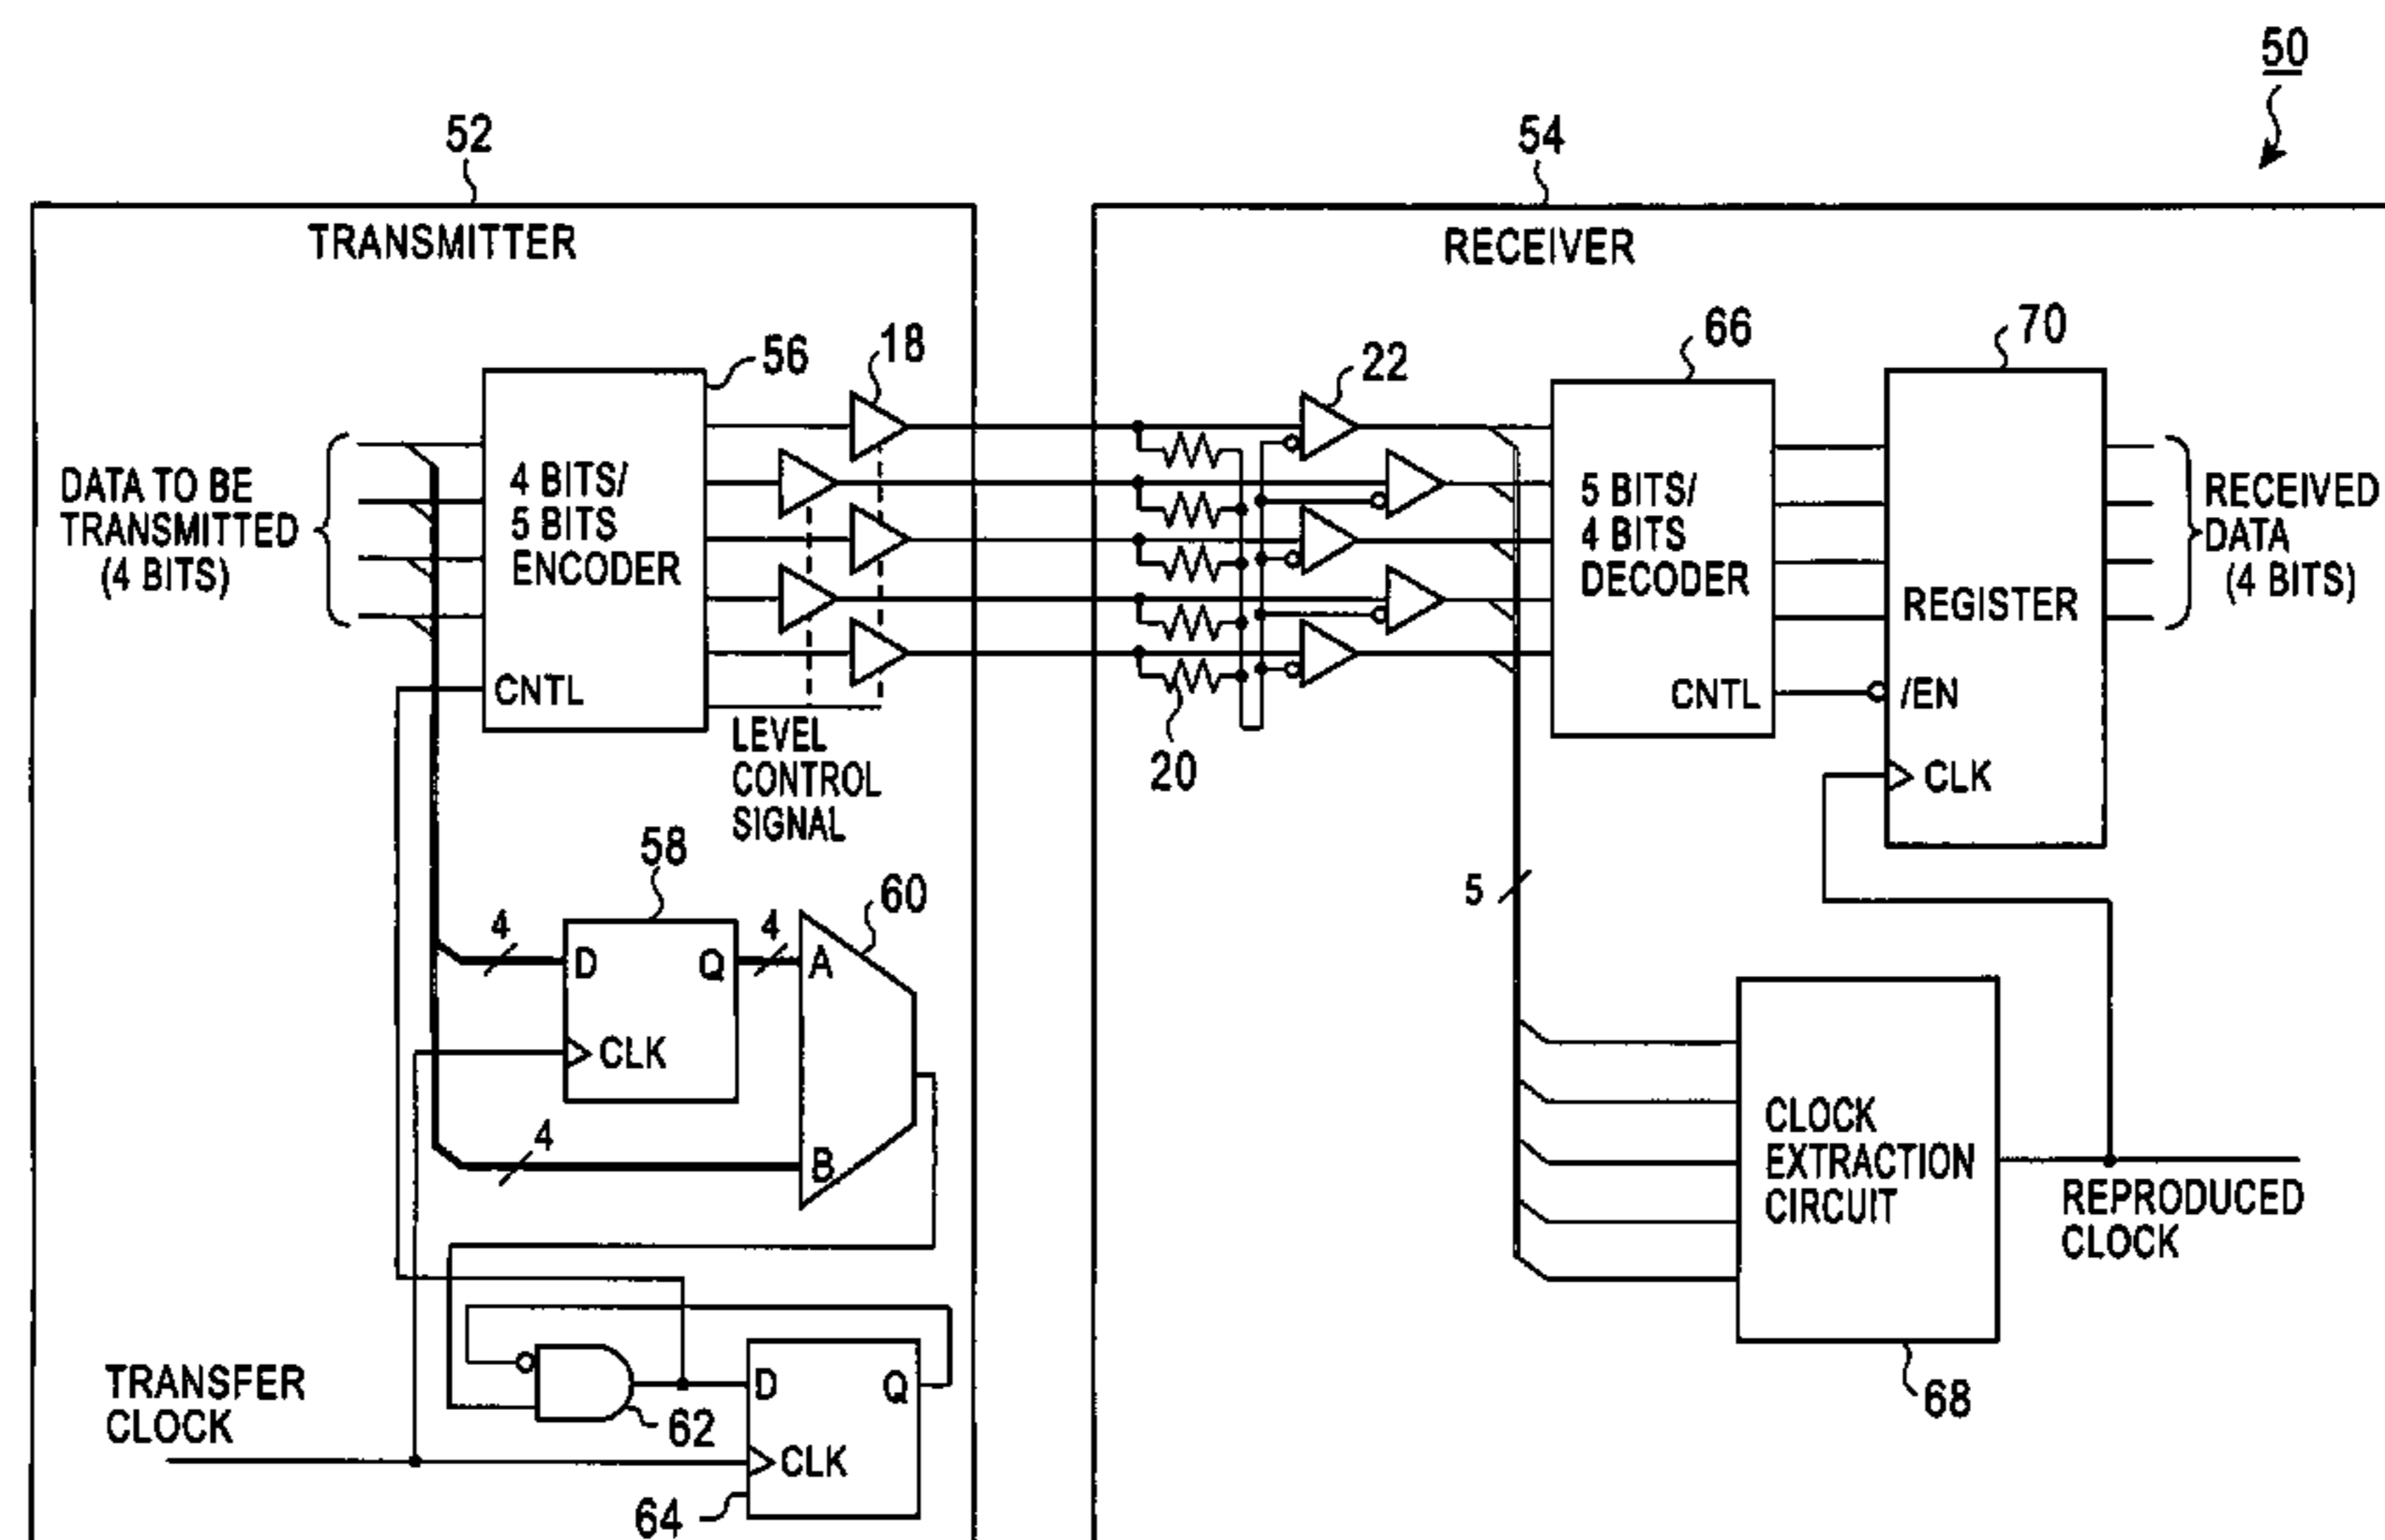 50
52
54
TRANSMITTER
RECEIVER
56
18
22
66
70
DATA TO BE
TRANSMITTED
(4 BITS)
4 BITS/
5 BITS
ENCODER
CNTL
LEVEL
CONTROL
SIGNAL
20
5 BITS/
4 BITS
DECODER
CNTL
REGISTER
/EN
CLK
RECEIVED
DATA
(4 BITS)
58
60
4
D
Q
4
A
CLK
4
B
5
CLOCK
EXTRACTION
CIRCUIT
REPRODUCED
CLOCK
68
TRANSFER
CLOCK
62
D
Q
CLK
64